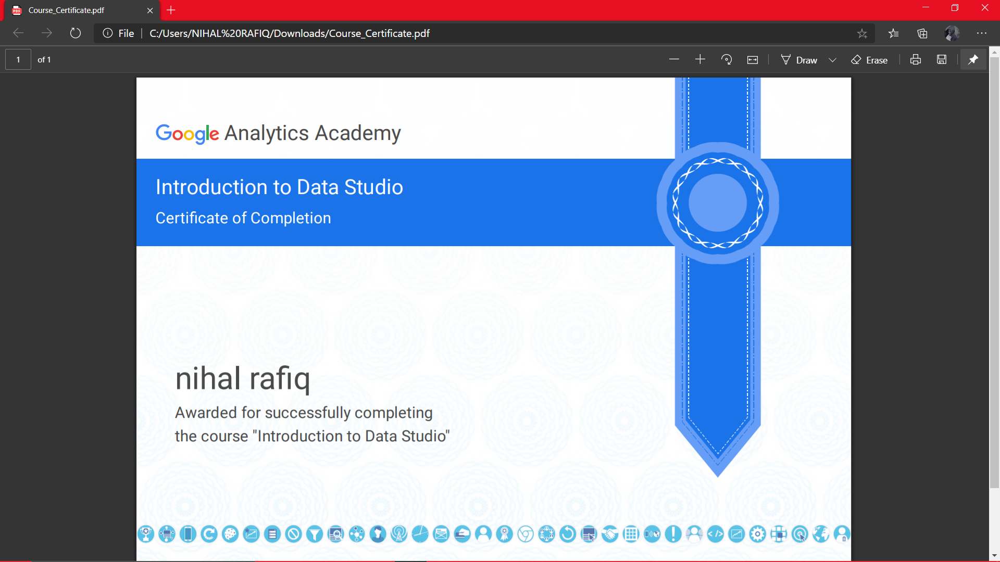 Course_Certificate.pdf
File
C:/Users/NIHAL%20RAFIQ/Downloads/Course_Certificate.pdf
1 of 1
Draw
Erase
Google Analytics Academy
Introduction to Data Studio
Certificate of Completion
nihal rafiq
Awarded for successfully completing
the course "Introduction to Data Studio"